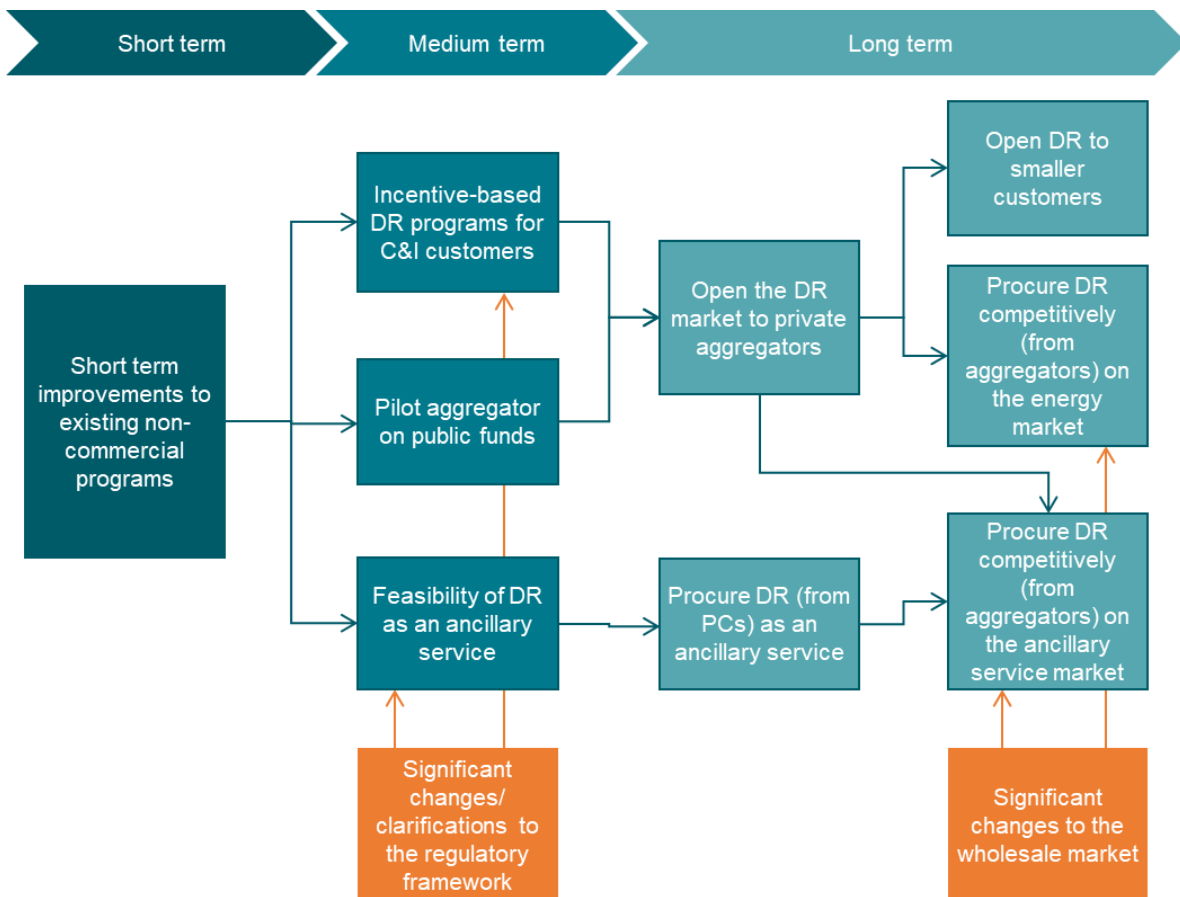 Short term
Medium term
Long term
Short term
improvements to
existing non-
commercial
programs
Incentive-based
DR programs for
C&I customers
Pilot aggregator
on public funds
Feasibility of DR
as an ancillary
service
Significant
changes/
clarifications to
the regulatory
framework
Open the DR
market to private
aggregators
Procure DR (from
PCs) as an
ancillary service
Open DR to
smaller
customers
Procure DR
competitively
(from
aggregators) on
the energy
market
Procure DR
competitively
(from
aggregators) on
the ancillary
service market
Significant
changes to the
wholesale market